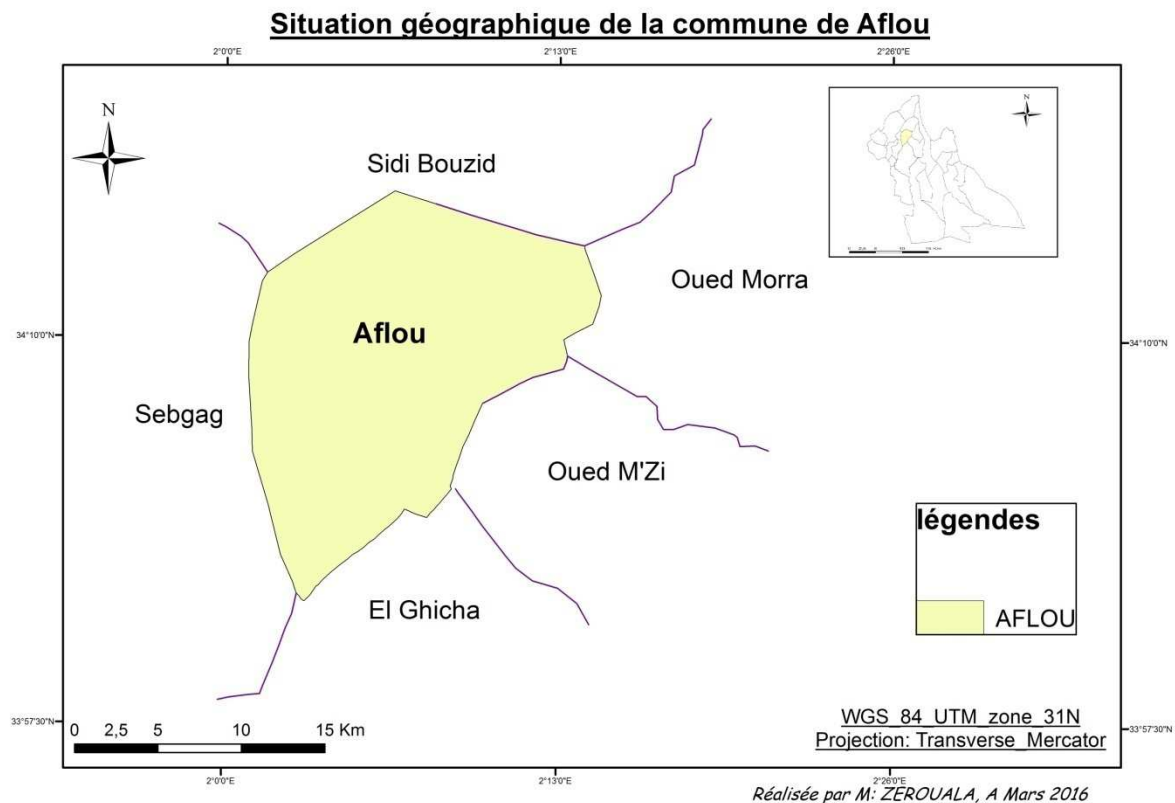 Situation géographique de la commune de Aflou
2°0'0"E 2°13'0"E 2°26'0"E
N
N
Sidi Bouzid
Oued Morra
34°10'0"N
Aflou
34°10'0"N
Sebgag
Oued M'Zi
légendes
El Ghicha
AFLOU
33°57'30"N
WGS_84_UTM_zone_31N
33°57'30"N
0 2,5 5 10 15 Km
Projection: Transverse_Mercator
2°0'0"E 2°13'0"E 2°26'0"E
Réalisée par M: ZEROUALA, A Mars 2016